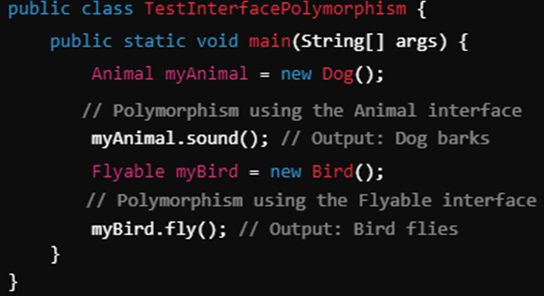 public class TestInterfacePolymorphism {
public static void main(String[] args) {
Animal myAnimal = new Dog();
// Polymorphism using the Animal interface
myAnimal.sound(); // Output: Dog barks
Flyable myBird = new Bird();
// Polymorphism using the Flyable interface
myBird.fly(); // Output: Bird flies
}
}